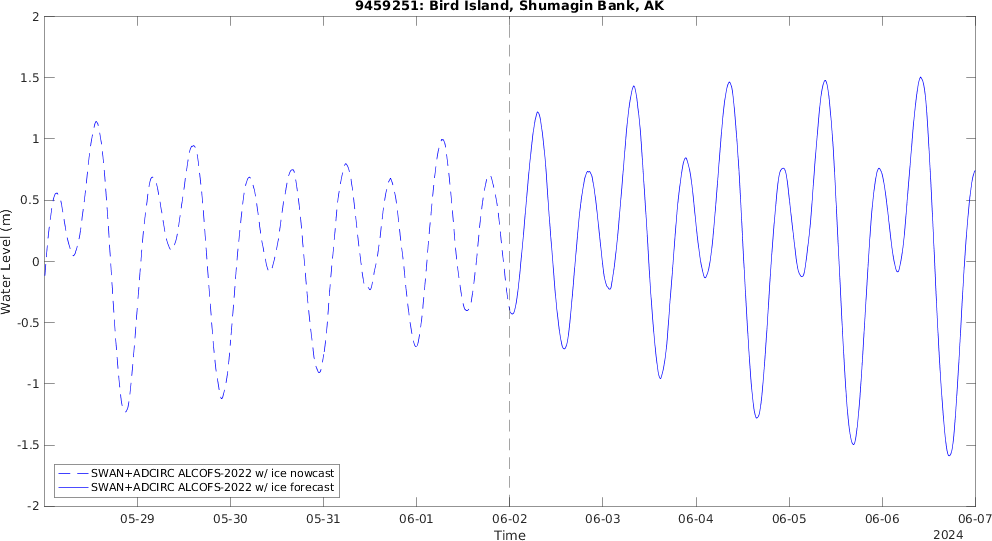 9459251: Bird Island, Shumagin Bank, AK
2
1.5
1
0.5
0
-0.5
-1
-1.5
-2
Water Level (m)
SWAN+ADCIRC ALCOFS-2022 w/ ice nowcast
SWAN+ADCIRC ALCOFS-2022 w/ ice forecast
05-29 05-30 05-31 06-01 06-02 06-03 06-04 06-05 06-06 06-07
Time
2024